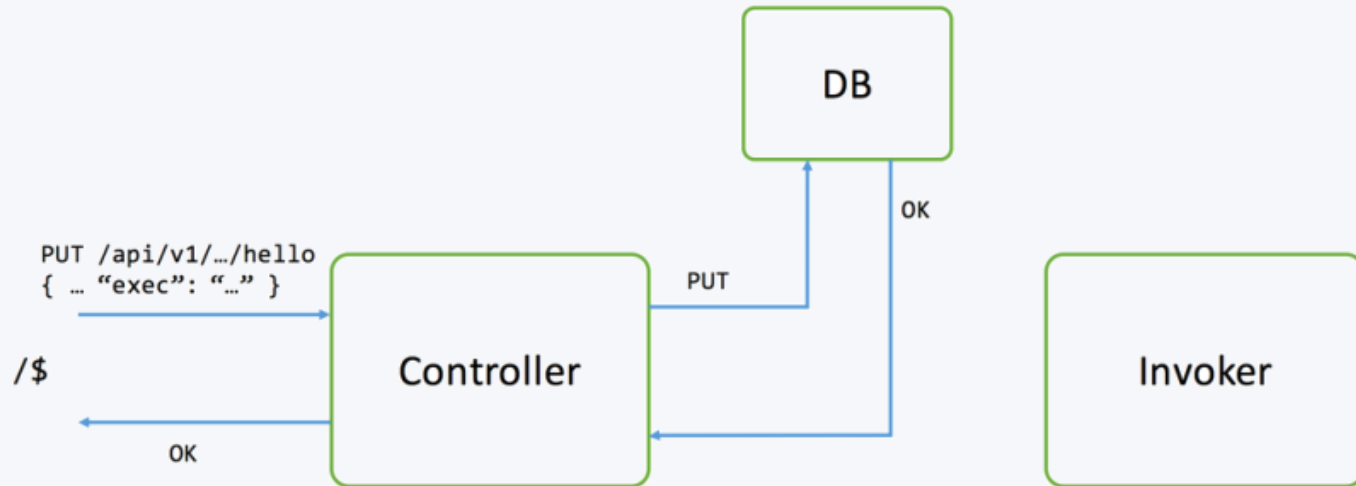 DB
OK
PUT /api/v1/…/hello
{ … “exec”: “…” }
PUT
/$
Controller
Invoker
OK